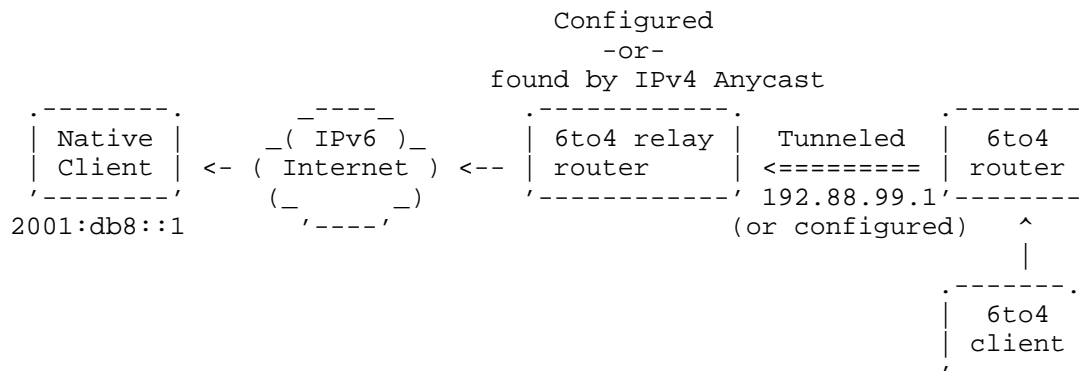 Configured
-or-
found by IPv4 Anycast
Native _( IPv6 )_ 6to4 relay Tunneled 6to4
Client <- ( Internet ) <-- router <========= router
192.88.99.1
2001:db8::1 (or configured)
6to4
client